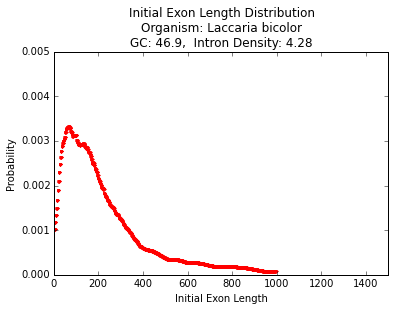 Initial Exon Length Distribution
Organism: Laccaria bicolor
GC: 46.9,  Intron Density: 4.28
0.005
0.004
0.003
0.002
0.001
0.000
Probability
0 200 400 600 800 1000 1200 1400
Initial Exon Length